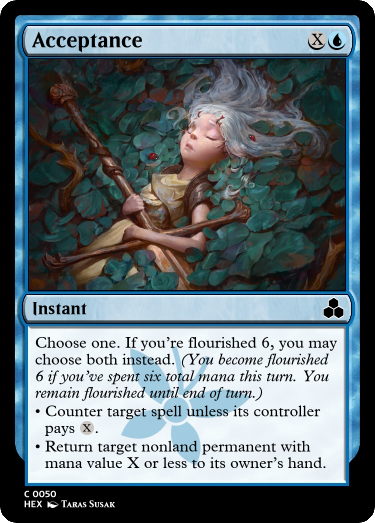 Acceptance X
Instant
Choose one. If you're flourished 6, you may
choose both instead. (You become flourished
6 if you've spent six total mana this turn. You
remain flourished until end of turn.)
• Counter target spell unless its controller
pays X.
• Return target nonland permanent with
mana value X or less to its owner's hand.
C 0050
HEX Taras Susak